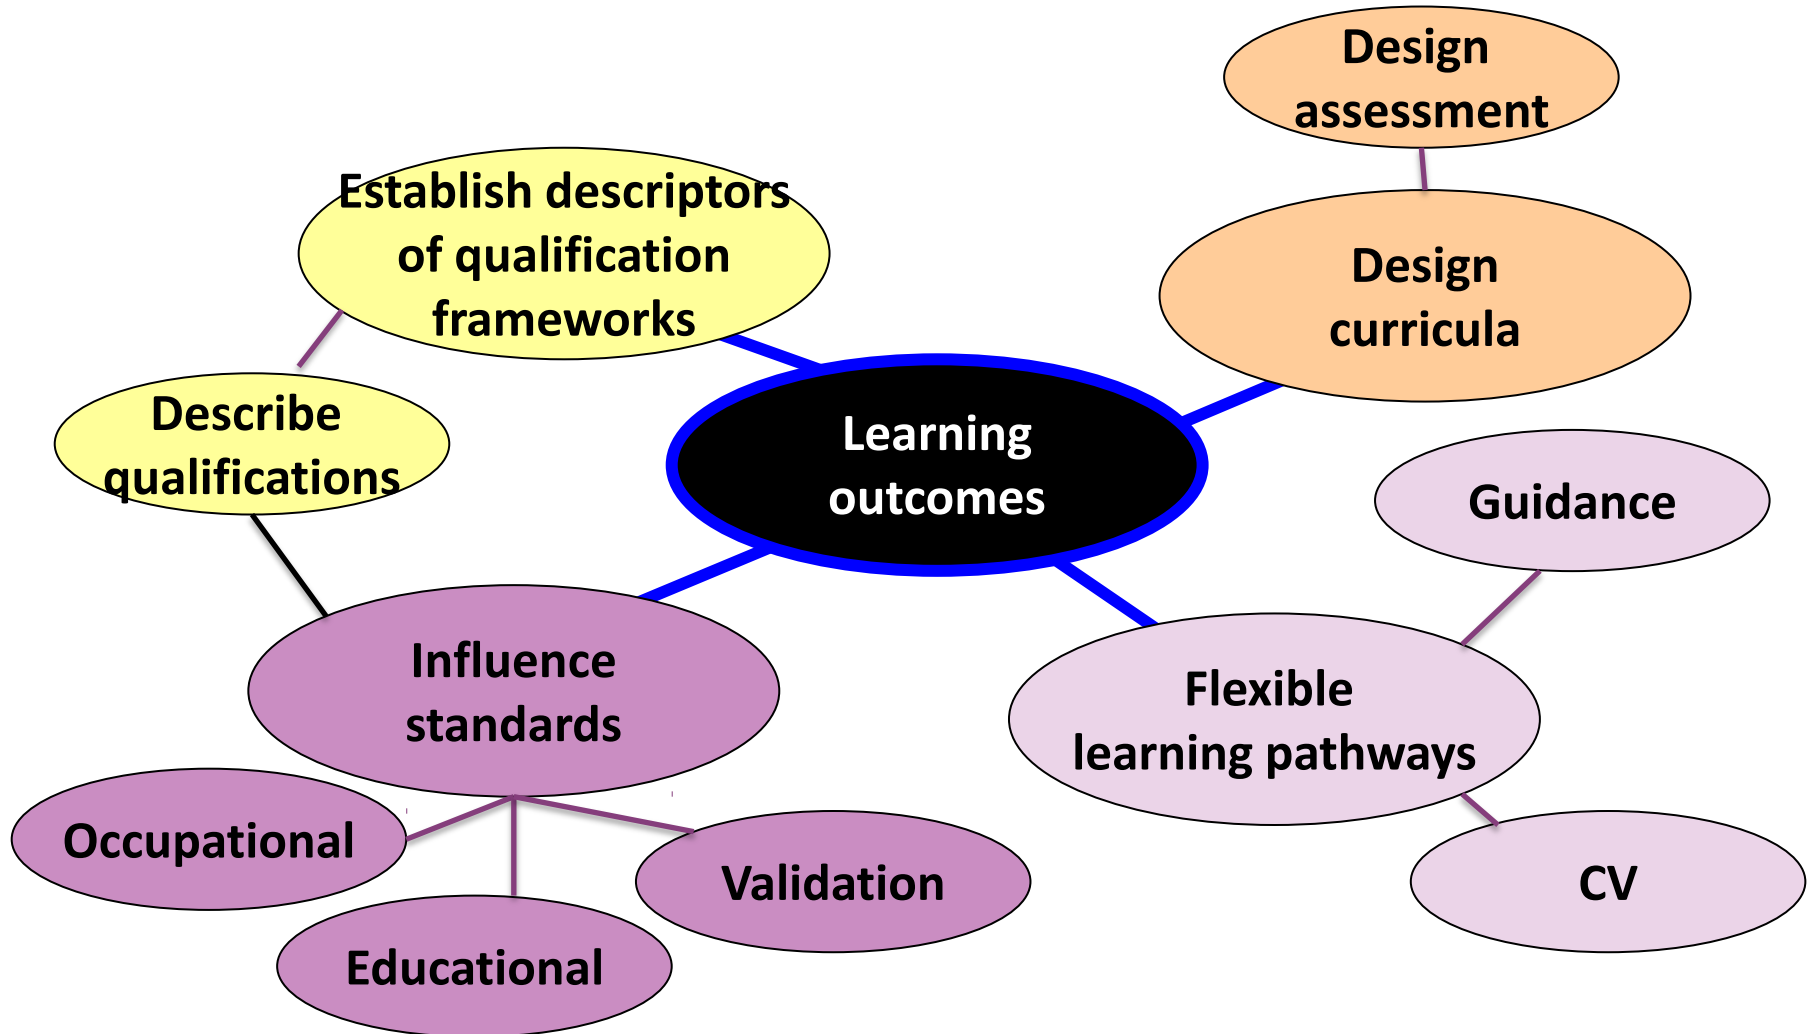 Design
assessment
Establish descriptors
of qualification
frameworks
Design
curricula
Describe
qualifications
Learning
outcomes
Guidance
Influence
standards
Flexible
learning pathways
Occupational
Validation
CV
Educational